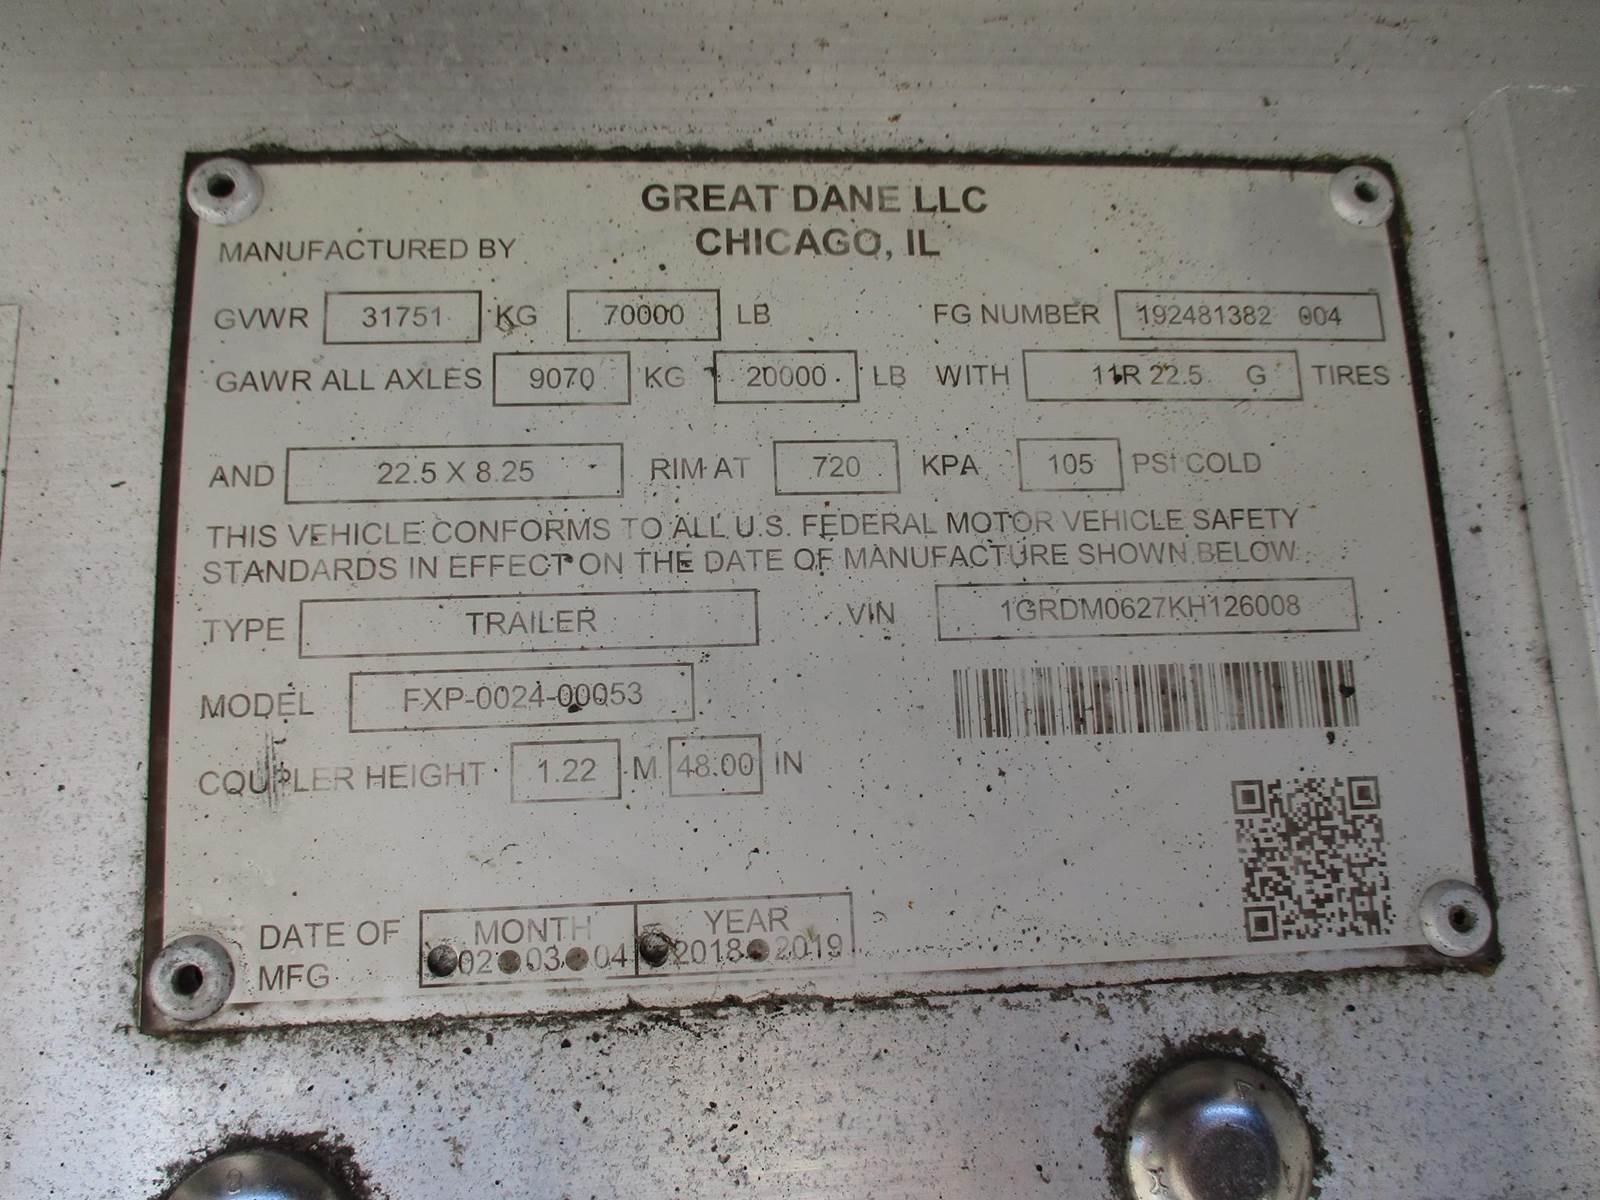 GREAT DANE LLC
MANUFACTURED BY CHICAGO, IL
GVWR 31751 KG 70000 LB FG NUMBER 192481382 004
GAWR ALL AXLES 9070 KG 20000 LB WITH 11R 22.5 G TIRES
AND 22.5 X 8.25 RIM AT 720 KPA 105 PSI COLD
THIS VEHICLE CONFORMS TO ALL U.S. FEDERAL MOTOR VEHICLE SAFETY
STANDARDS IN EFFECT ON THE DATE OF MANUFACTURE SHOWN BELOW
TYPE TRAILER VIN 1GRDM0627KH126008
MODEL FXP-0024-00053
COUPLER HEIGHT 1.22 M 48.00 IN
DATE OF MFG
MONTH YEAR
02 03 04 2018 2019